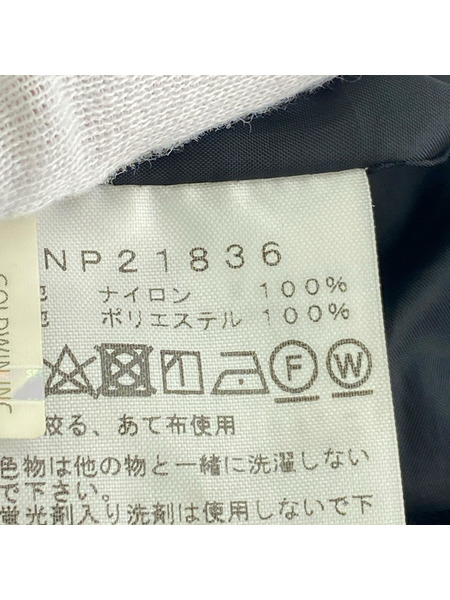 NP21836
地 ナイロン 100%
地 ポリエステル 100%
F W
絞る、あて布使用
色物は他の物と一緒に洗濯しない
で下さい。
蛍光剤入り洗剤は使用しないで下
GOLDWIN INC